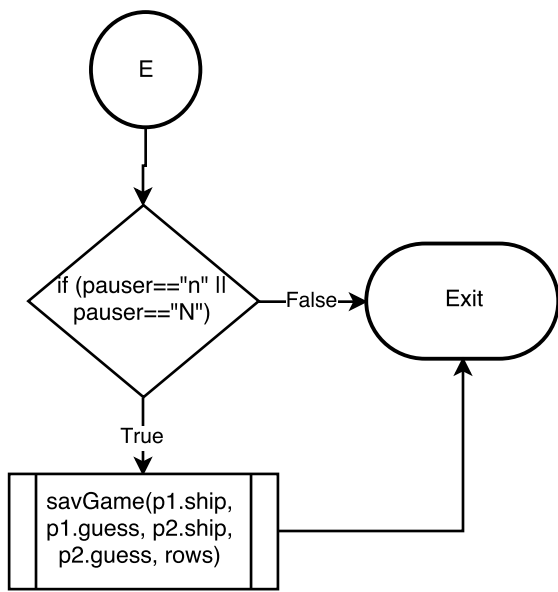 E
if (pauser=="n" ||
pauser=="N")
False
Exit
True
savGame(p1.ship,
p1.guess, p2.ship,
p2.guess, rows)